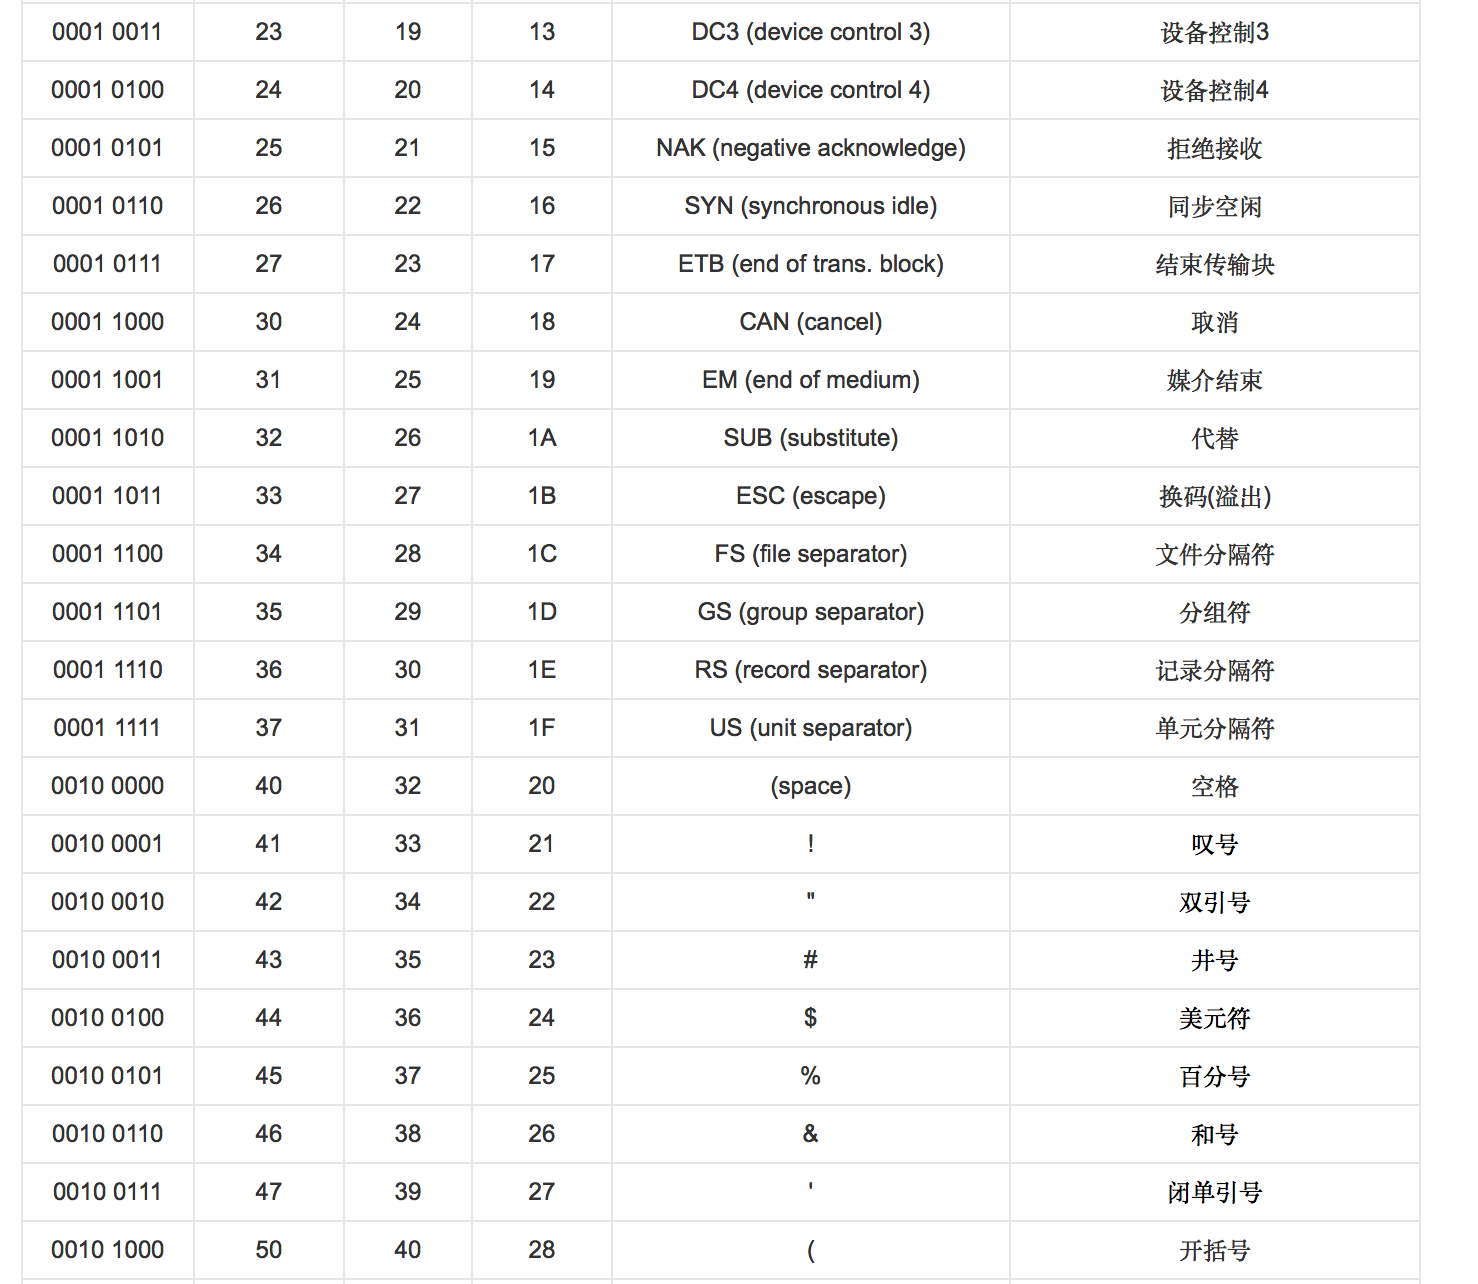 0001 0011 23 19 13 DC3 (device control 3) 设备控制3
0001 0100 24 20 14 DC4 (device control 4) 设备控制4
0001 0101 25 21 15 NAK (negative acknowledge) 拒绝接收
0001 0110 26 22 16 SYN (synchronous idle) 同步空闲
0001 0111 27 23 17 ETB (end of trans. block) 结束传输块
0001 1000 30 24 18 CAN (cancel) 取消
0001 1001 31 25 19 EM (end of medium) 媒介结束
0001 1010 32 26 1A SUB (substitute) 代替
0001 1011 33 27 1B ESC (escape) 换码(溢出)
0001 1100 34 28 1C FS (file separator) 文件分隔符
0001 1101 35 29 1D GS (group separator) 分组符
0001 1110 36 30 1E RS (record separator) 记录分隔符
0001 1111 37 31 1F US (unit separator) 单元分隔符
0010 0000 40 32 20 (space) 空格
0010 0001 41 33 21 ! 叹号
0010 0010 42 34 22 " 双引号
0010 0011 43 35 23 # 井号
0010 0100 44 36 24 $ 美元符
0010 0101 45 37 25 % 百分号
0010 0110 46 38 26 & 和号
0010 0111 47 39 27 ' 闭单引号
0010 1000 50 40 28 ( 开括号